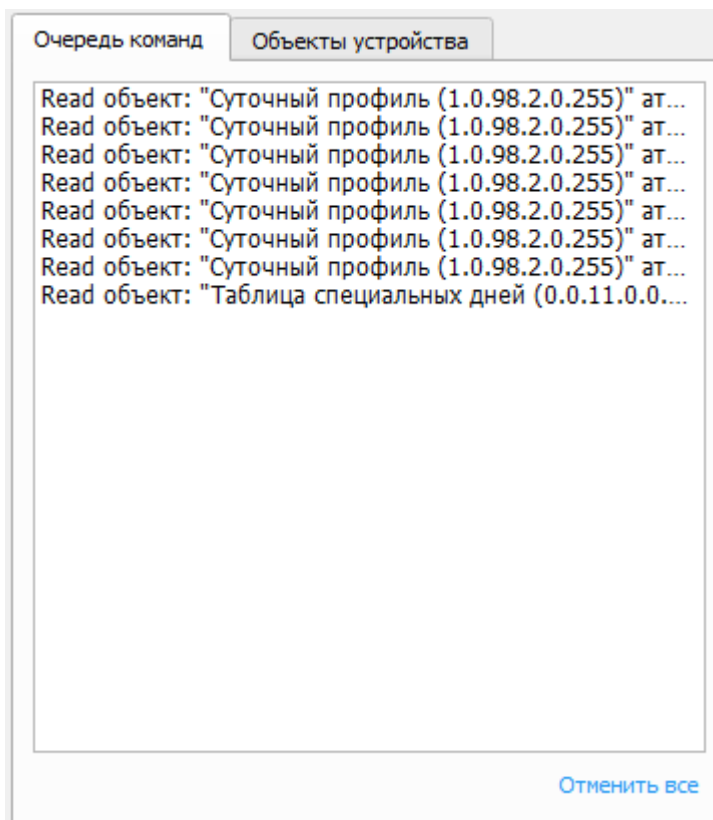 Очередь команд
Объекты устройства
Read объект: "Суточный профиль (1.0.98.2.0.255)" ат...
Read объект: "Суточный профиль (1.0.98.2.0.255)" ат...
Read объект: "Суточный профиль (1.0.98.2.0.255)" ат...
Read объект: "Суточный профиль (1.0.98.2.0.255)" ат...
Read объект: "Суточный профиль (1.0.98.2.0.255)" ат...
Read объект: "Суточный профиль (1.0.98.2.0.255)" ат...
Read объект: "Суточный профиль (1.0.98.2.0.255)" ат...
Read объект: "Таблица специальных дней (0.0.11.0.0....
Отменить все